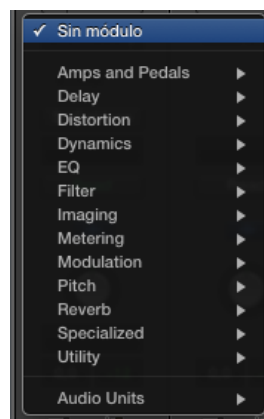 ✓ Sin módulo
Amps and Pedals
Delay
Distortion
Dynamics
EQ
Filter
Imaging
Metering
Modulation
Pitch
Reverb
Specialized
Utility
Audio Units